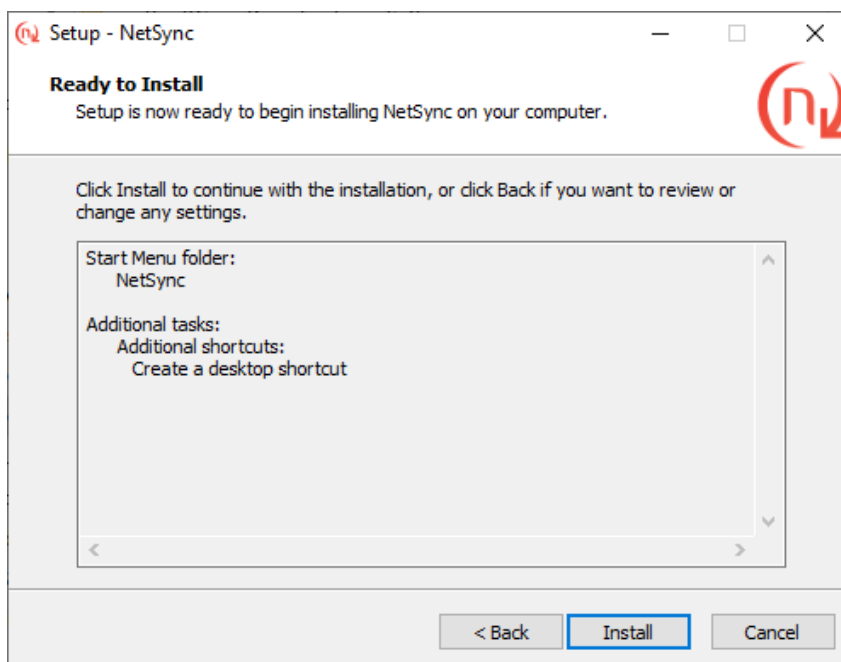 Setup - NetSync
Ready to Install
Setup is now ready to begin installing NetSync on your computer.
Click Install to continue with the installation, or click Back if you want to review or
change any settings.
Start Menu folder:
NetSync
Additional tasks:
Additional shortcuts:
Create a desktop shortcut
< Back
Install
Cancel